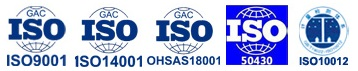 GAC
ISO
ISO9001
GAC
ISO
ISO14001
GAC
ISO
OHSAS18001
ISO
50430
ISO10012